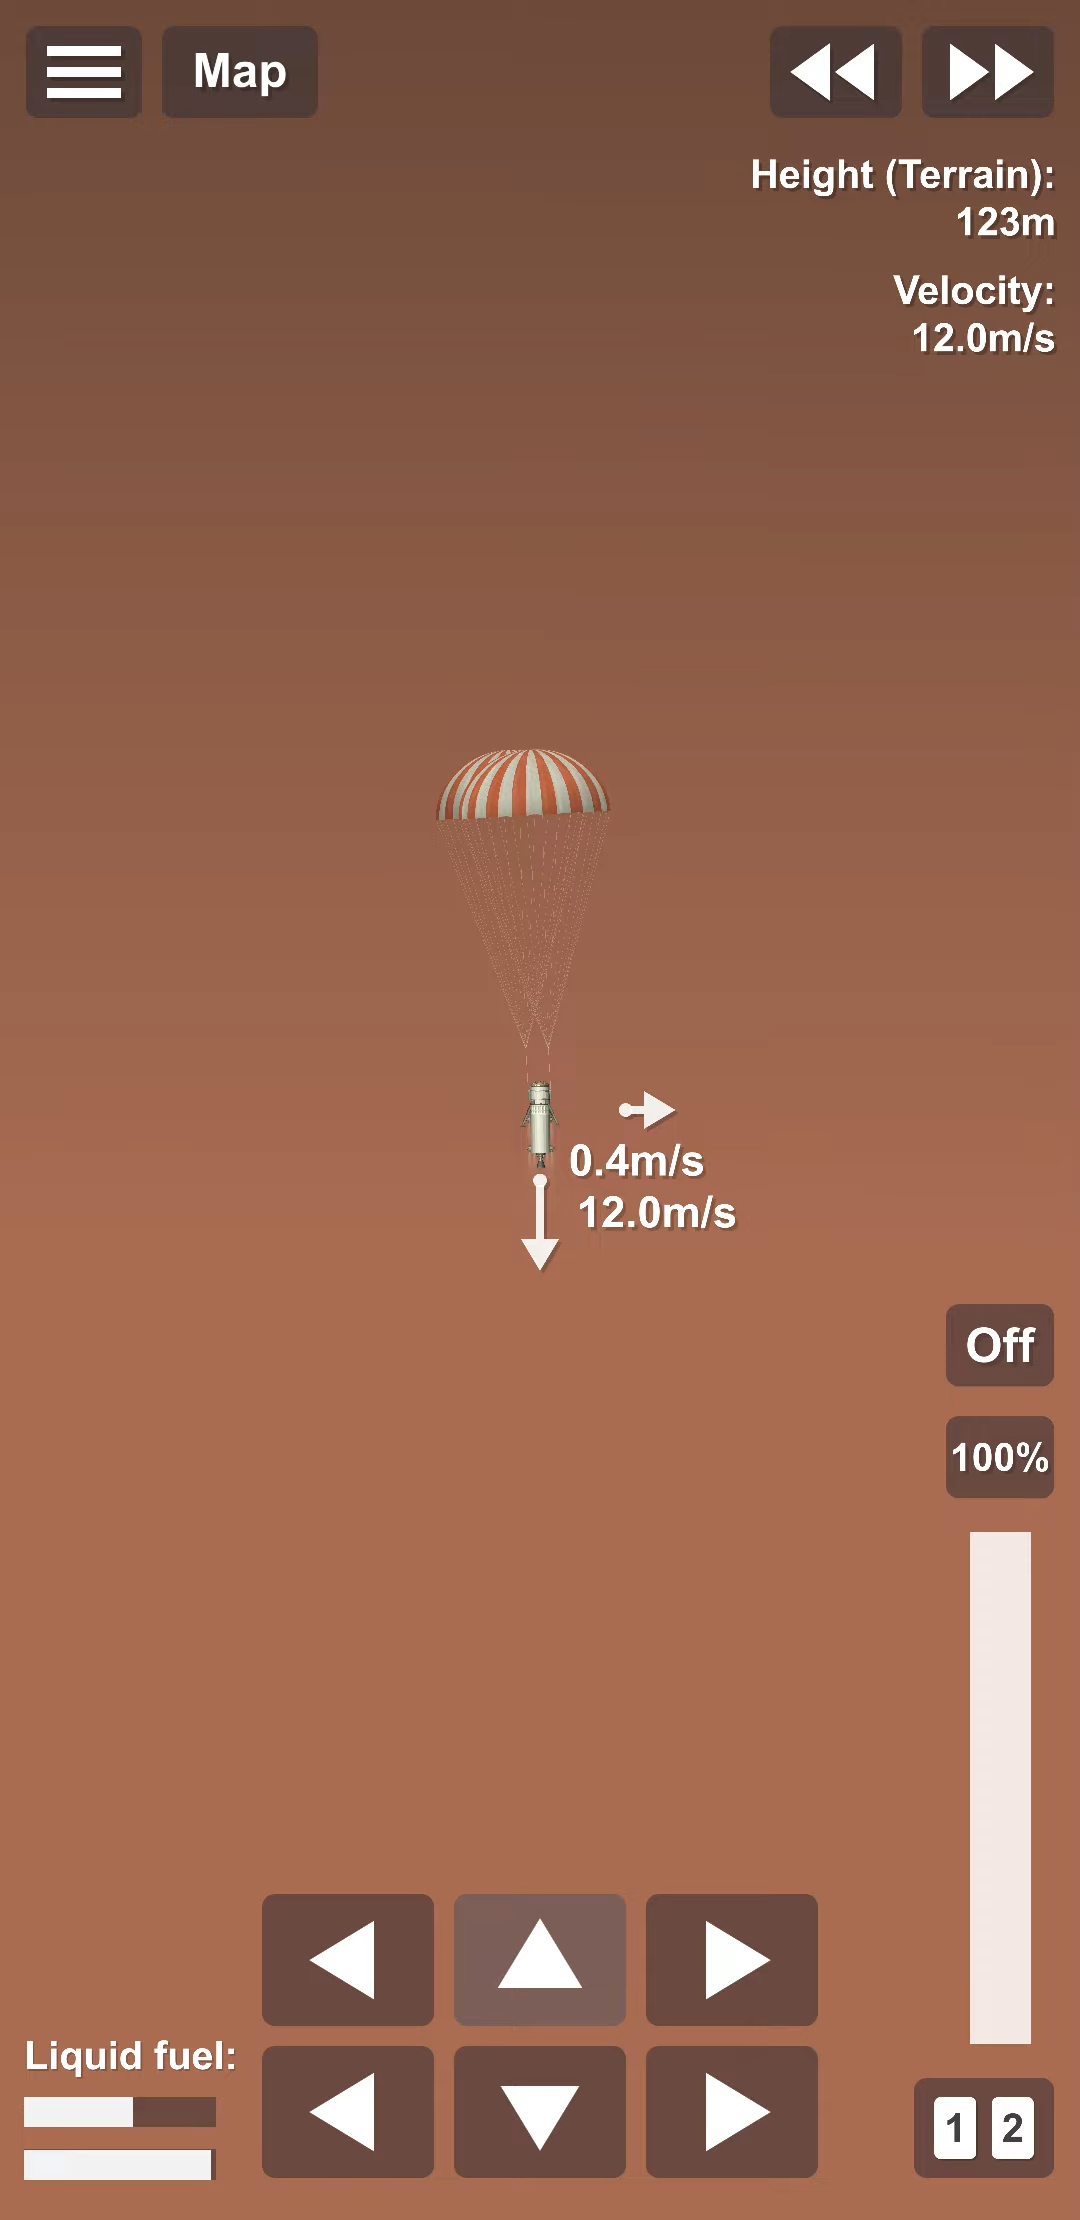 Map
Height (Terrain):
123m
Velocity:
12.0m/s
0.4m/s
12.0m/s
Off
100%
Liquid fuel:
1 2